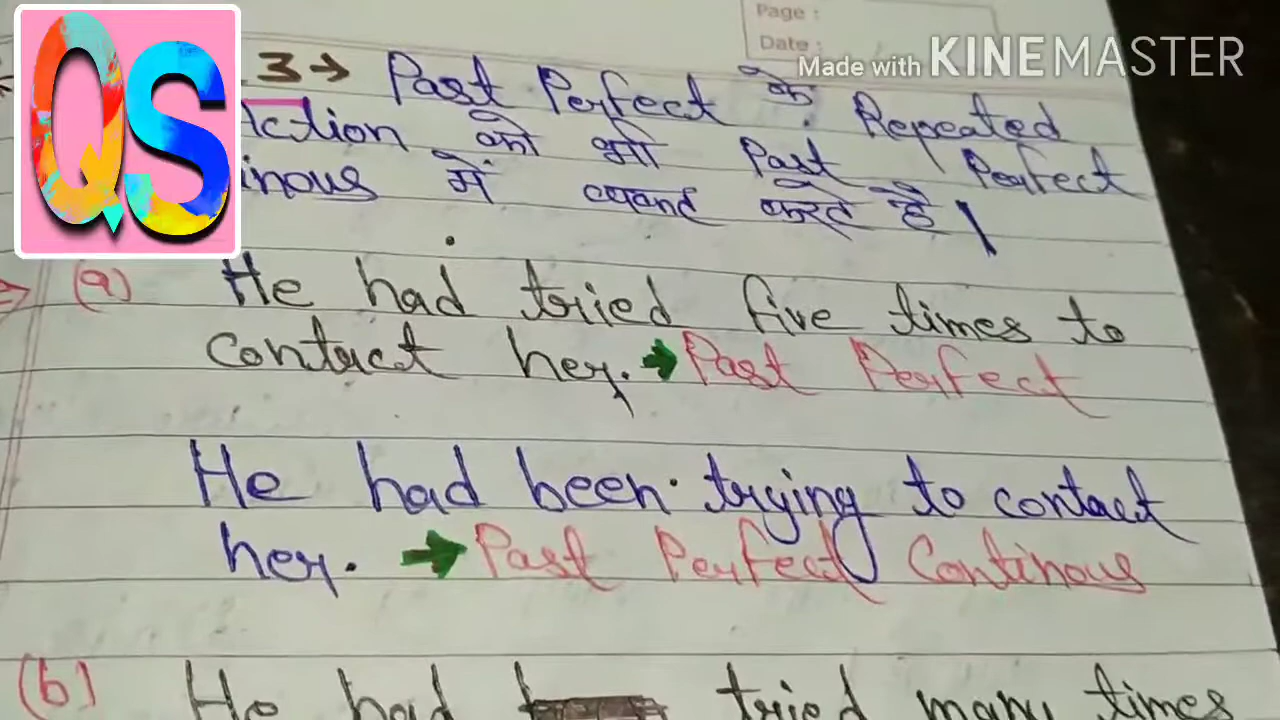 Page :
Date :
Made with KINEMASTER
QS
3→ Past Perfect के Repeated
Action को भी Past Perfect
inous में व्यक्त करते है।
(a) He had tried five times to
contact her. → Past Perfect
He had been trying to contact
her. → Past Perfect Continous
(b) He had tried many times